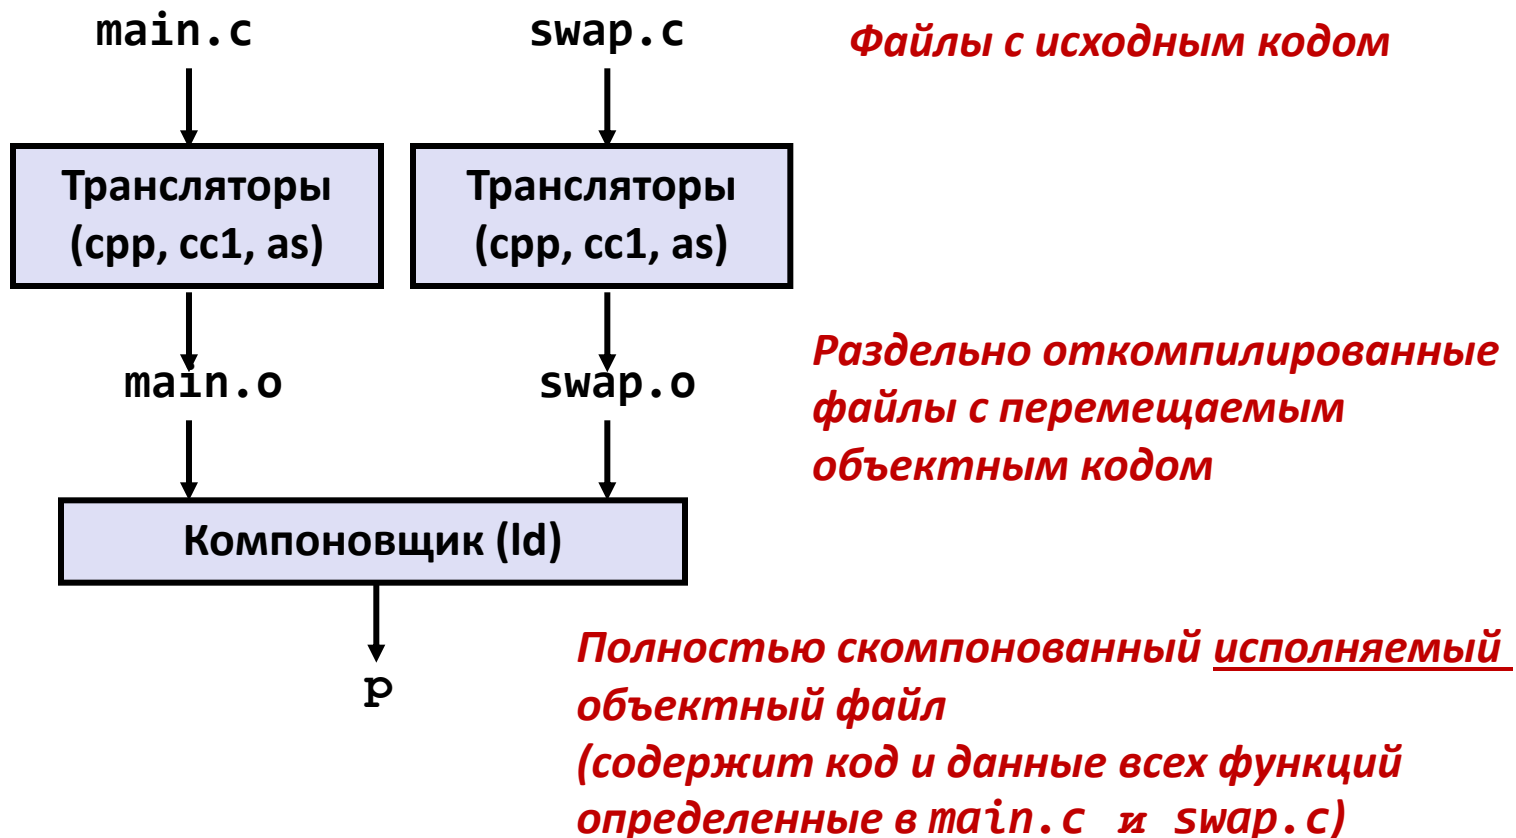 main.c
swap.c
Файлы с исходным кодом
Трансляторы
(cpp, cc1, as)
Трансляторы
(cpp, cc1, as)
main.o
swap.o
Раздельно откомпилированные
файлы с перемещаемым
объектным кодом
Компоновщик (ld)
p
Полностью скомпонованный исполняемый
объектный файл
(содержит код и данные всех функций
определенные в main.c и swap.c)